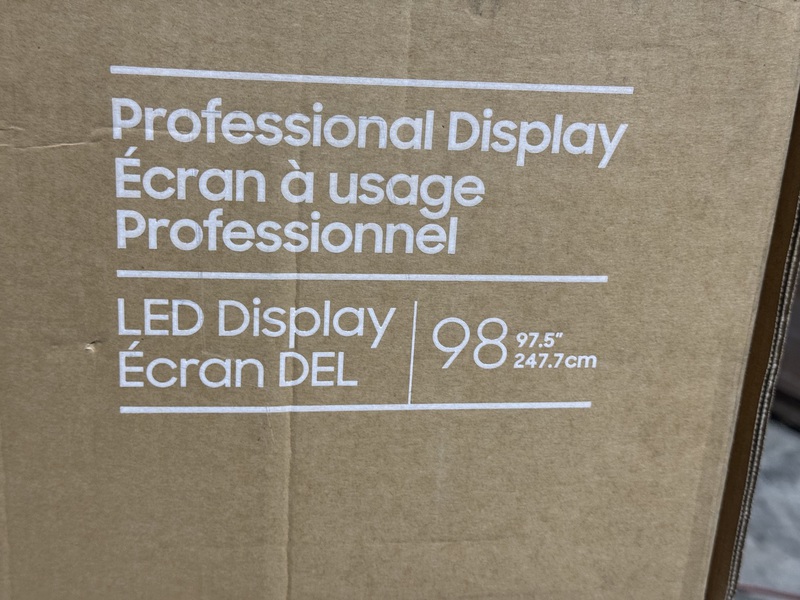 Professional Display
Écran à usage
Professionnel
LED Display
Écran DEL
98
97.5"
247.7cm